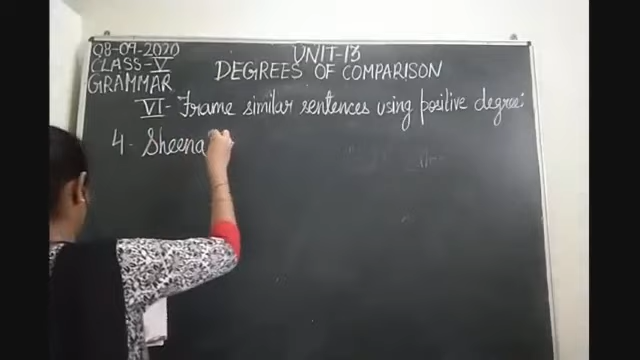 08-09-2020
UNIT-13
CLASS-V
DEGREES OF COMPARISON
GRAMMAR
VI- Frame similar sentences using positive degree:
4. Sheena